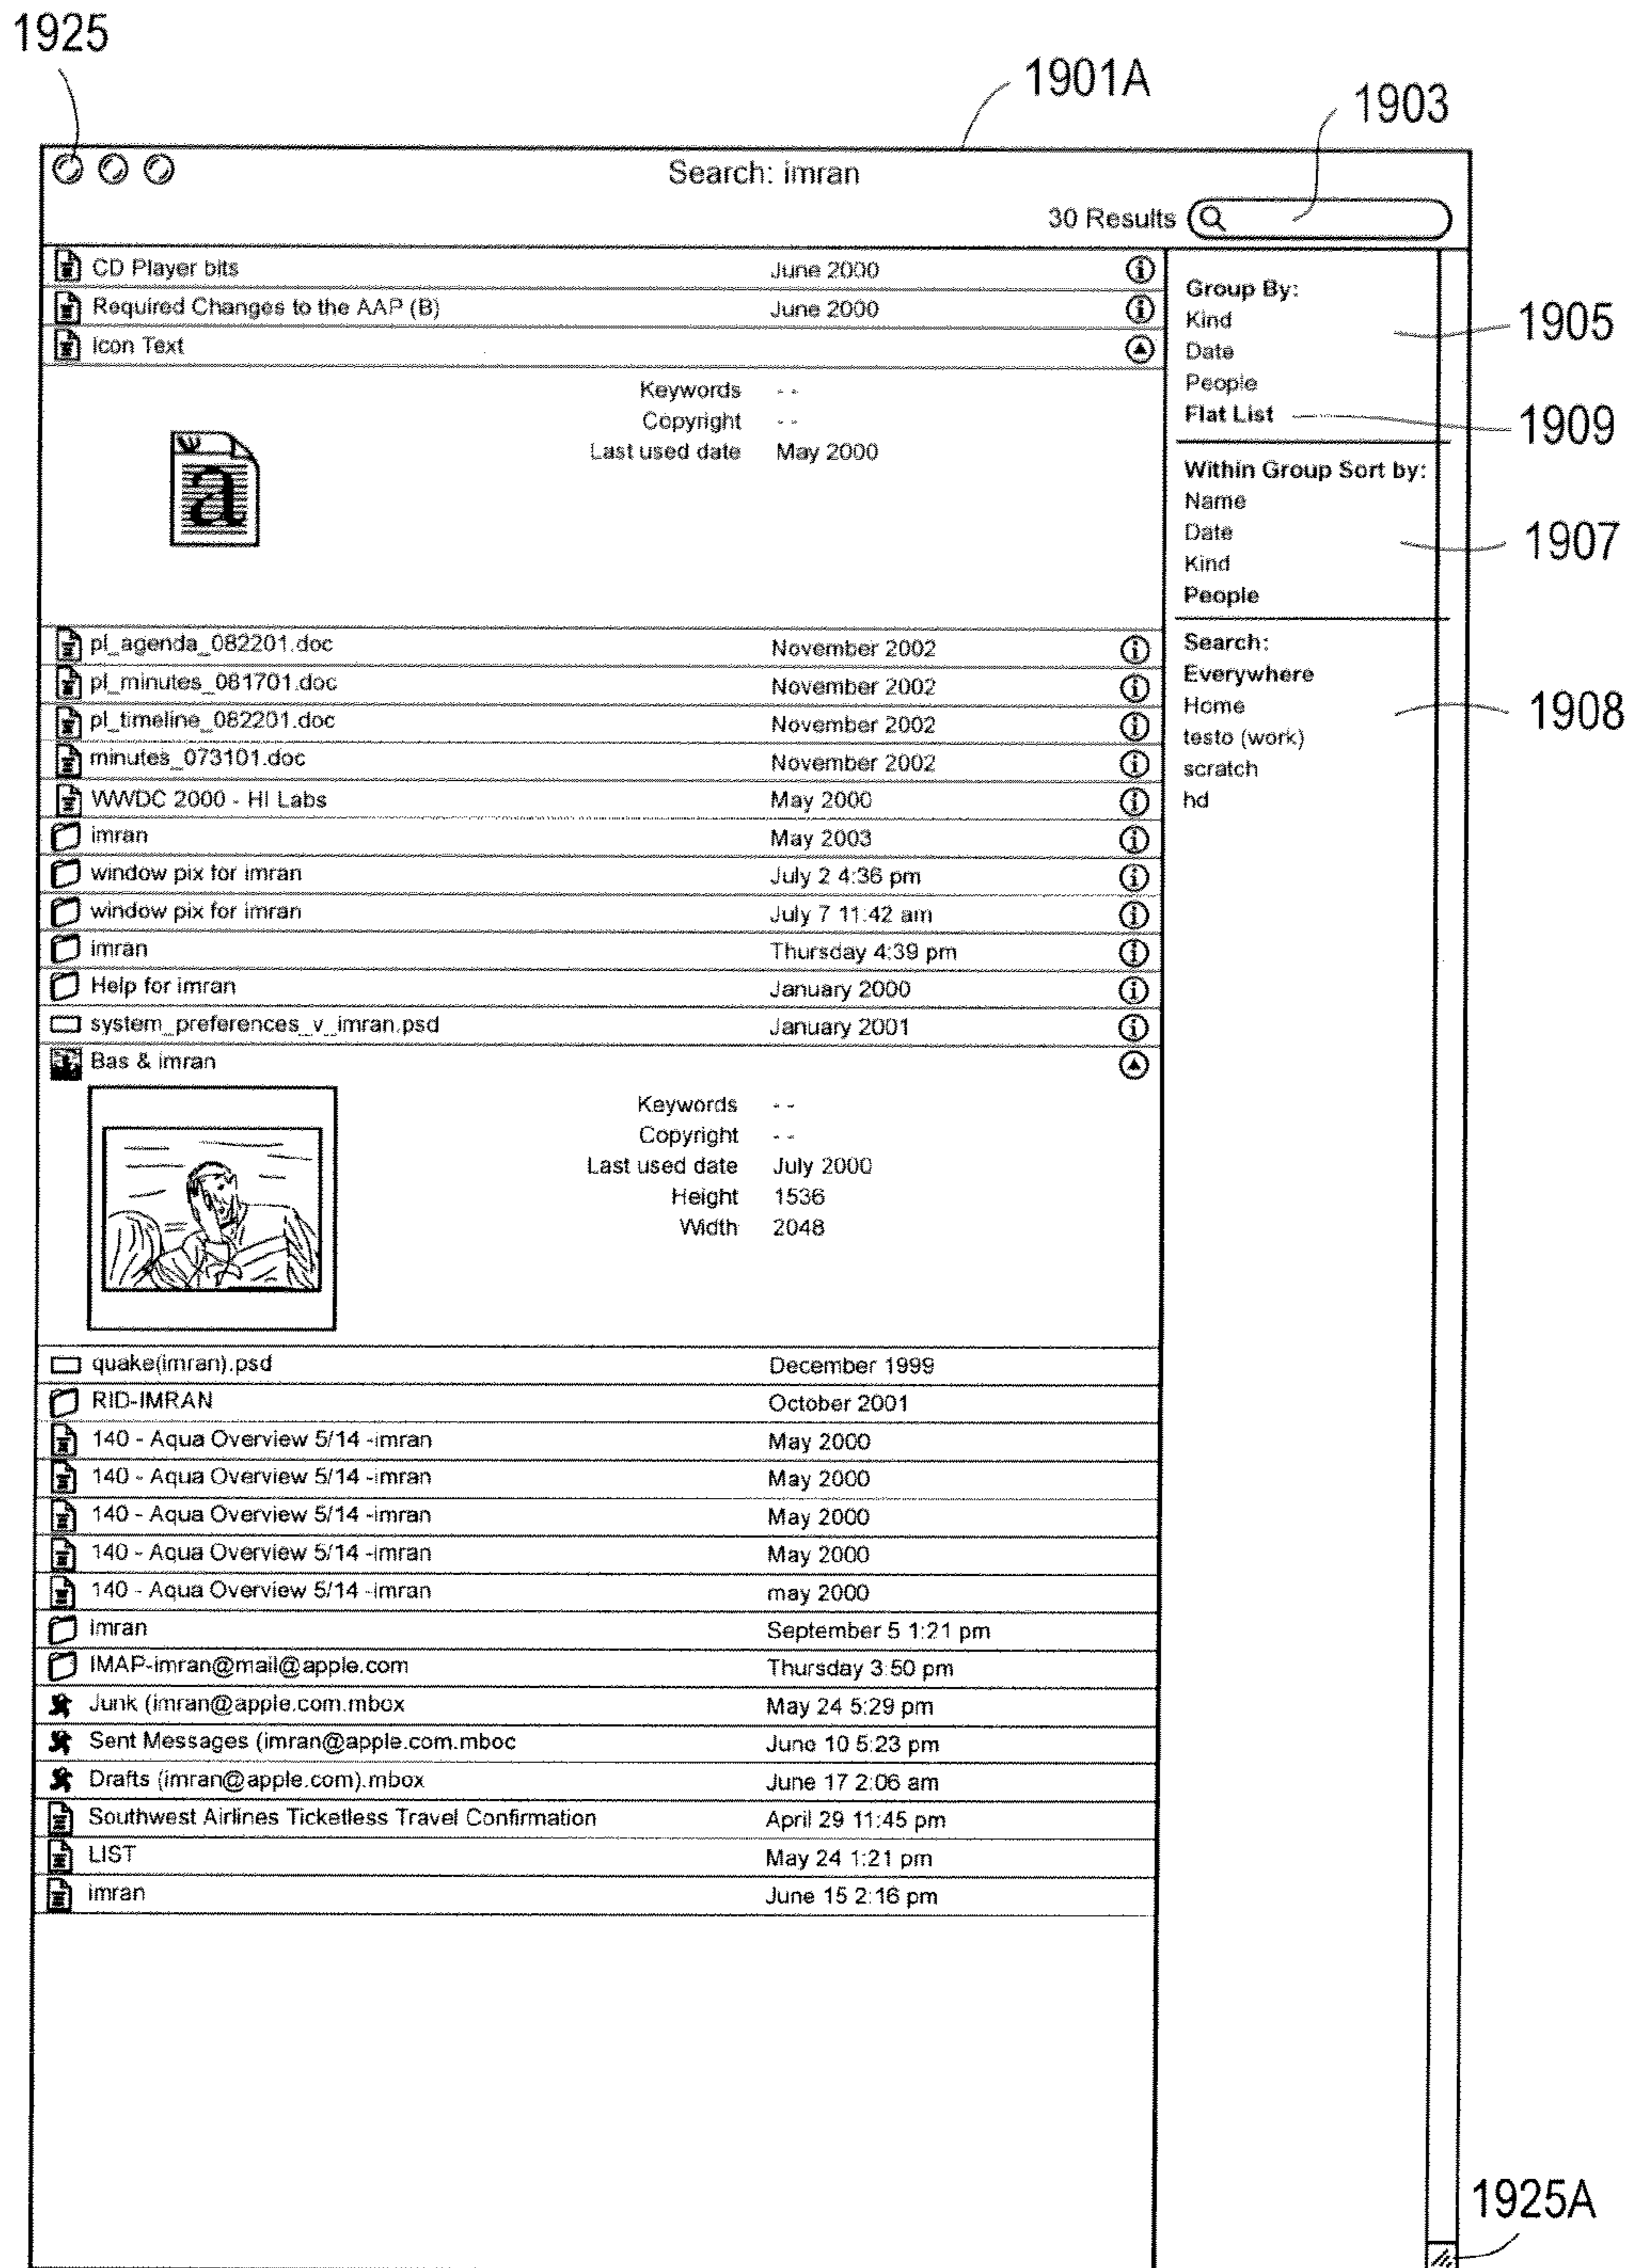 1925
1901A
1903
Search: imran
30 Results
CD Player bits June 2000
Required Changes to the AAP (B) June 2000
Icon Text
Keywords - -
Copyright - -
Last used date May 2000
a
pl_agenda_082201.doc November 2002
pl_minutes_081701.doc November 2002
pl_timeline_082201.doc November 2002
minutes_073101.doc November 2002
WWDC 2000 - HI Labs May 2000
imran May 2003
window pix for imran July 2 4:36 pm
window pix for imran July 7 11:42 am
imran Thursday 4:39 pm
Help for imran January 2000
system_preferences_v_imran.psd January 2001
Bas & imran
Keywords - -
Copyright - -
Last used date July 2000
Height 1536
Width 2048
quake(imran).psd December 1999
RID-IMRAN October 2001
140 - Aqua Overview 5/14 -imran May 2000
140 - Aqua Overview 5/14 -imran May 2000
140 - Aqua Overview 5/14 -imran May 2000
140 - Aqua Overview 5/14 -imran May 2000
140 - Aqua Overview 5/14 -imran may 2000
imran September 5 1:21 pm
IMAP-imran@mail@apple.com Thursday 3:50 pm
Junk (imran@apple.com.mbox May 24 5:29 pm
Sent Messages (imran@apple.com.mboc June 10 5:23 pm
Drafts (imran@apple.com).mbox June 17 2:06 am
Southwest Airlines Ticketless Travel Confirmation April 29 11:45 pm
LIST May 24 1:21 pm
imran June 15 2:16 pm
Group By:
Kind
Date
People
Flat List
Within Group Sort by:
Name
Date
Kind
People
Search:
Everywhere
Home
testo (work)
scratch
hd
1905
1909
1907
1908
1925A